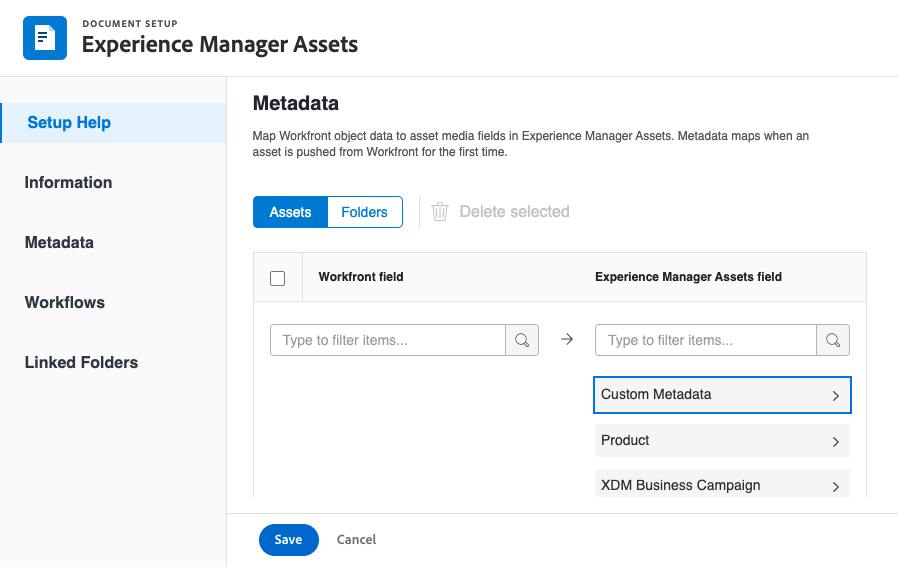 DOCUMENT SETUP
Experience Manager Assets
Setup Help
Information
Metadata
Workflows
Linked Folders
Metadata
Map Workfront object data to asset media fields in Experience Manager Assets. Metadata maps when an
asset is pushed from Workfront for the first time.
Assets
Folders
Delete selected
Workfront field
Experience Manager Assets field
Type to filter items...
Type to filter items...
Custom Metadata
Product
XDM Business Campaign
Save
Cancel